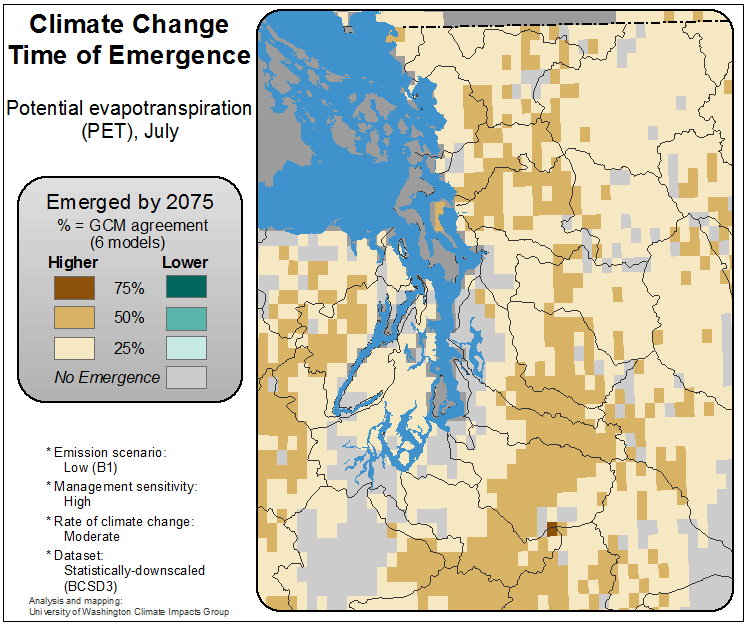 Climate Change
Time of Emergence
Potential evapotranspiration
(PET), July
Emerged by 2075
% = GCM agreement
(6 models)
Higher Lower
75%
50%
25%
No Emergence
* Emission scenario:
Low (B1)
* Management sensitivity:
High
* Rate of climate change:
Moderate
* Dataset:
Statistically-downscaled
(BCSD3)
Analysis and mapping:
University of Washington Climate Impacts Group